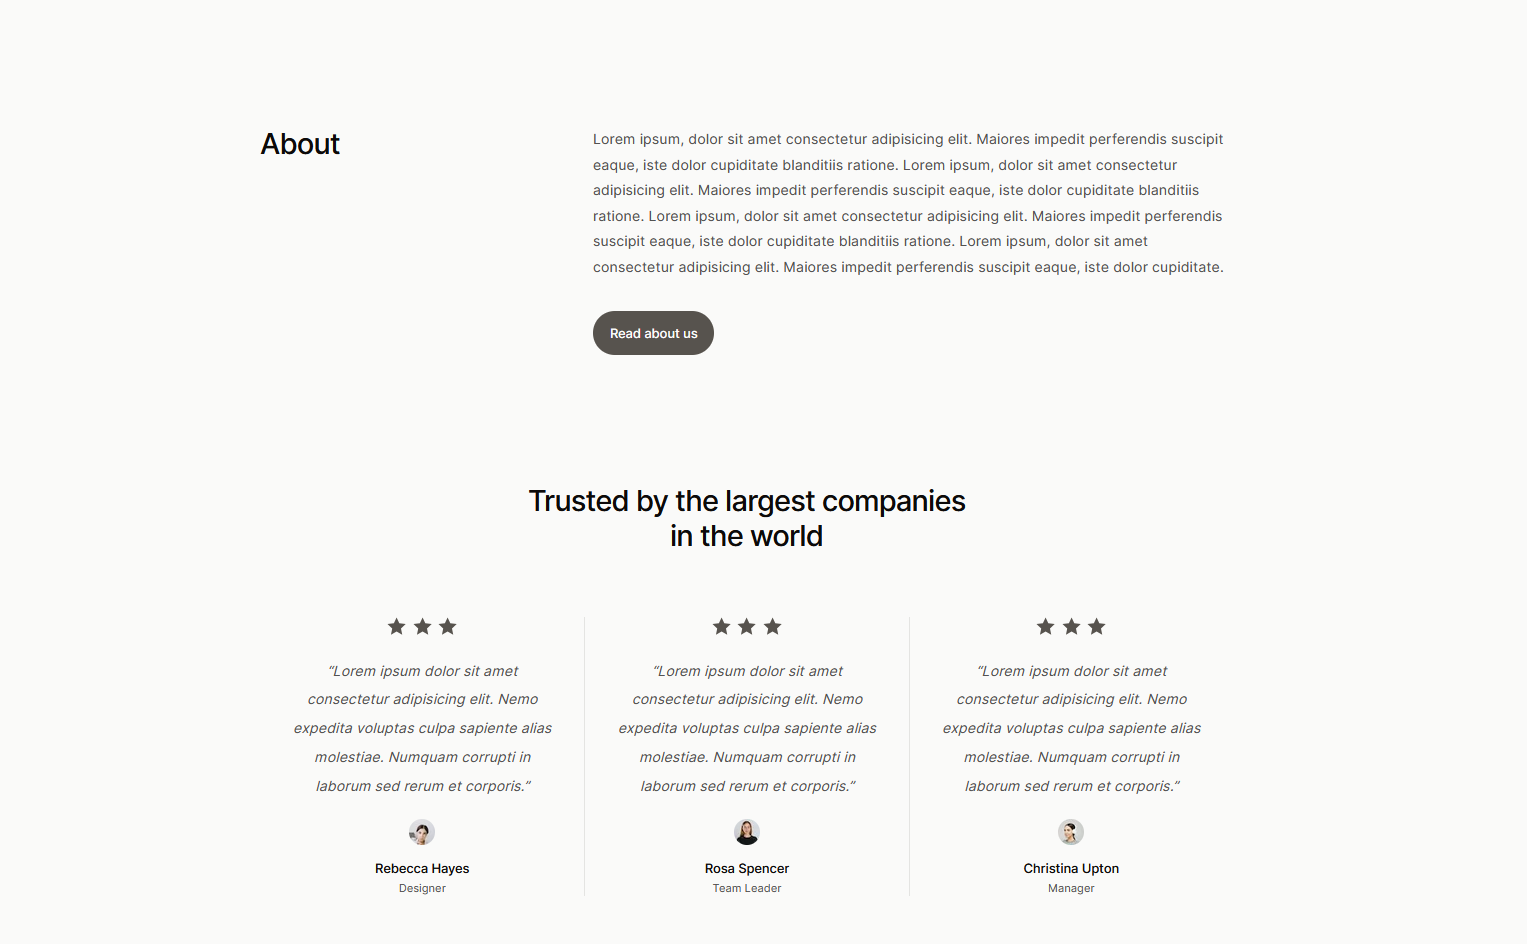 About
Lorem ipsum, dolor sit amet consectetur adipisicing elit. Maiores impedit perferendis suscipit
eaque, iste dolor cupiditate blanditiis ratione. Lorem ipsum, dolor sit amet consectetur
adipisicing elit. Maiores impedit perferendis suscipit eaque, iste dolor cupiditate blanditiis
ratione. Lorem ipsum, dolor sit amet consectetur adipisicing elit. Maiores impedit perferendis
suscipit eaque, iste dolor cupiditate blanditiis ratione. Lorem ipsum, dolor sit amet
consectetur adipisicing elit. Maiores impedit perferendis suscipit eaque, iste dolor cupiditate.
Read about us
Trusted by the largest companies
in the world
“Lorem ipsum dolor sit amet
consectetur adipisicing elit. Nemo
expedita voluptas culpa sapiente alias
molestiae. Numquam corrupti in
laborum sed rerum et corporis.”
Rebecca Hayes
Designer
“Lorem ipsum dolor sit amet
consectetur adipisicing elit. Nemo
expedita voluptas culpa sapiente alias
molestiae. Numquam corrupti in
laborum sed rerum et corporis.”
Rosa Spencer
Team Leader
“Lorem ipsum dolor sit amet
consectetur adipisicing elit. Nemo
expedita voluptas culpa sapiente alias
molestiae. Numquam corrupti in
laborum sed rerum et corporis.”
Christina Upton
Manager